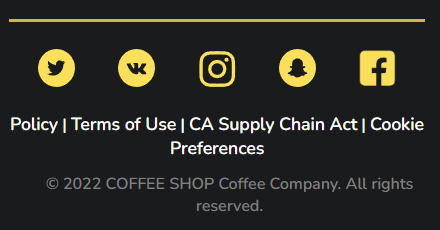 Policy | Terms of Use | CA Supply Chain Act | Cookie
Preferences
© 2022 COFFEE SHOP Coffee Company. All rights
reserved.